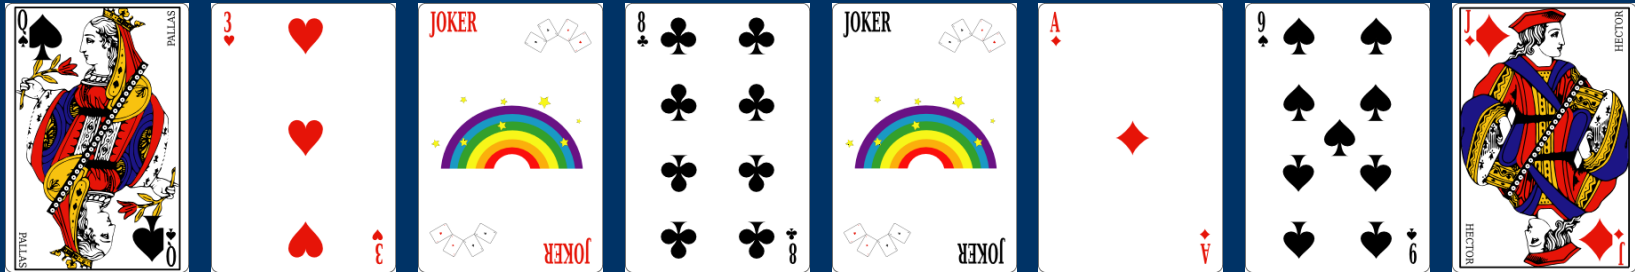 Q PALLAS
PALLAS Q
3
3
JOKER
JOKER
8
8
JOKER
JOKER
A
A
9
9
J HECTOR
HECTOR J